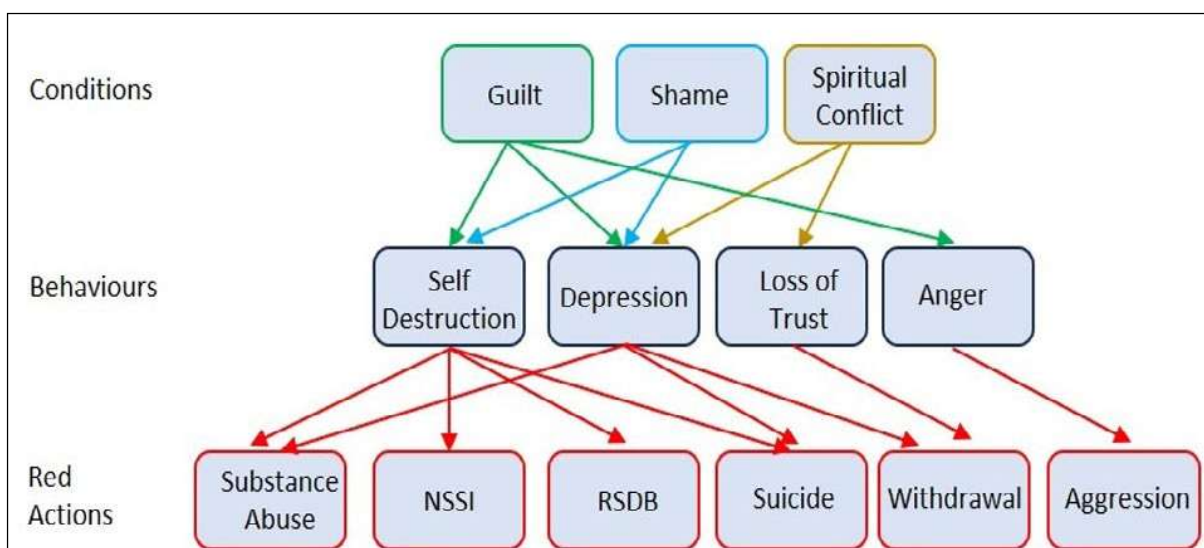 Conditions
Guilt
Shame
Spiritual
Conflict
Behaviours
Self
Destruction
Depression
Loss of
Trust
Anger
Red
Actions
Substance
Abuse
NSSI
RSDB
Suicide
Withdrawal
Aggression